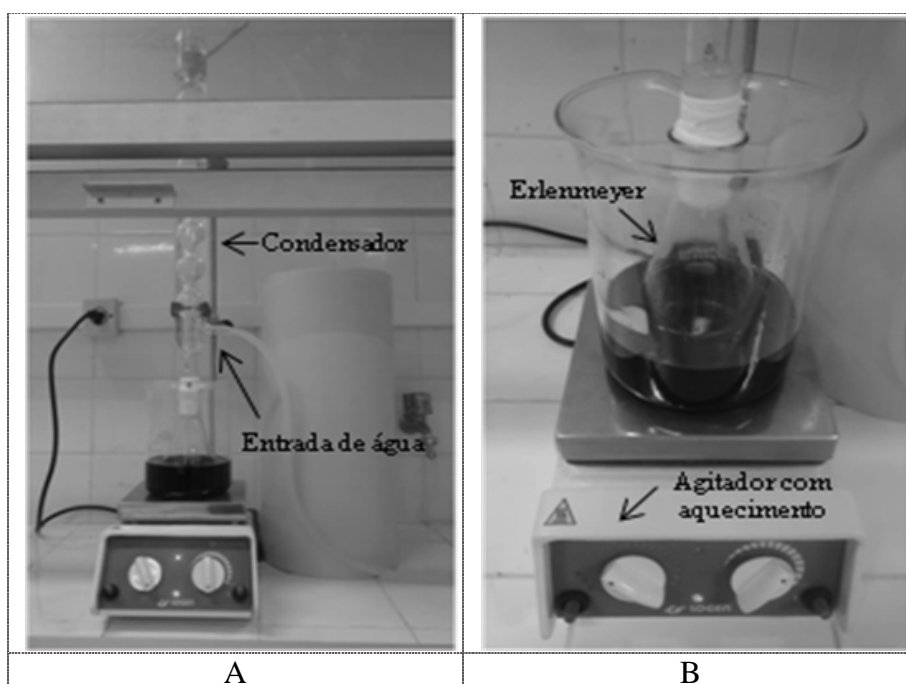 Condensador
Entrada de água
A
Erlenmeyer
Agitador com
aquecimento
B